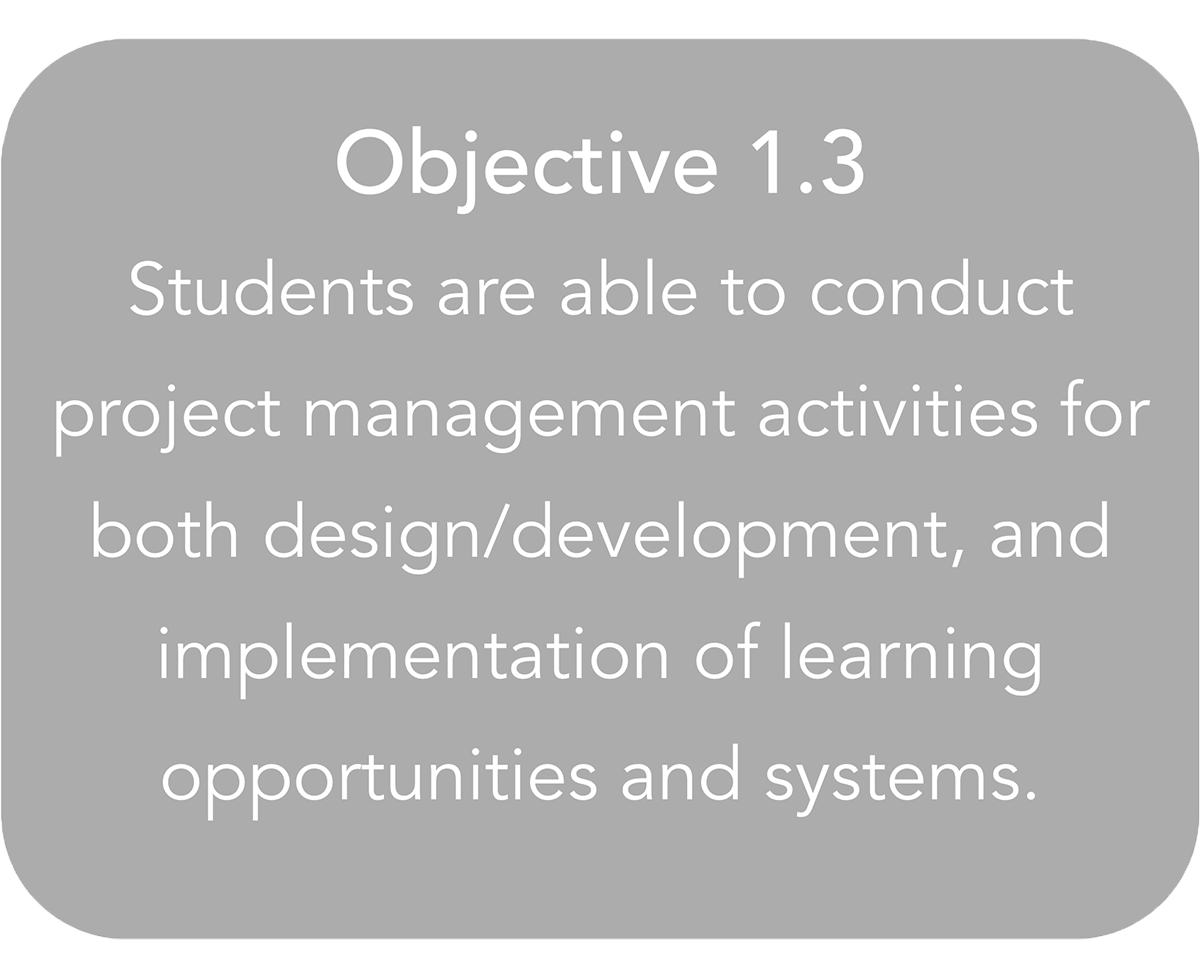 Objective 1.3
Students are able to conduct
project management activities for
both design/development, and
implementation of learning
opportunities and systems.